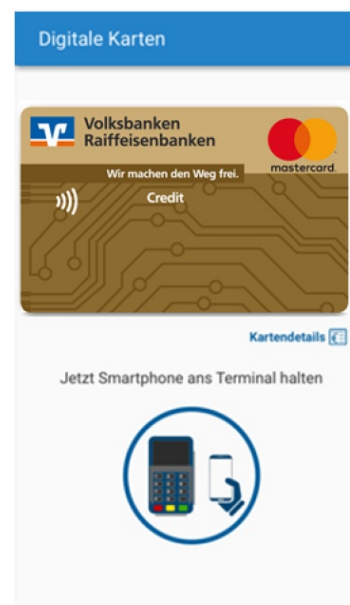 Digitale Karten
Volksbanken
Raiffeisenbanken
mastercard.
Wir machen den Weg frei.
Credit
Kartendetails
Jetzt Smartphone ans Terminal halten